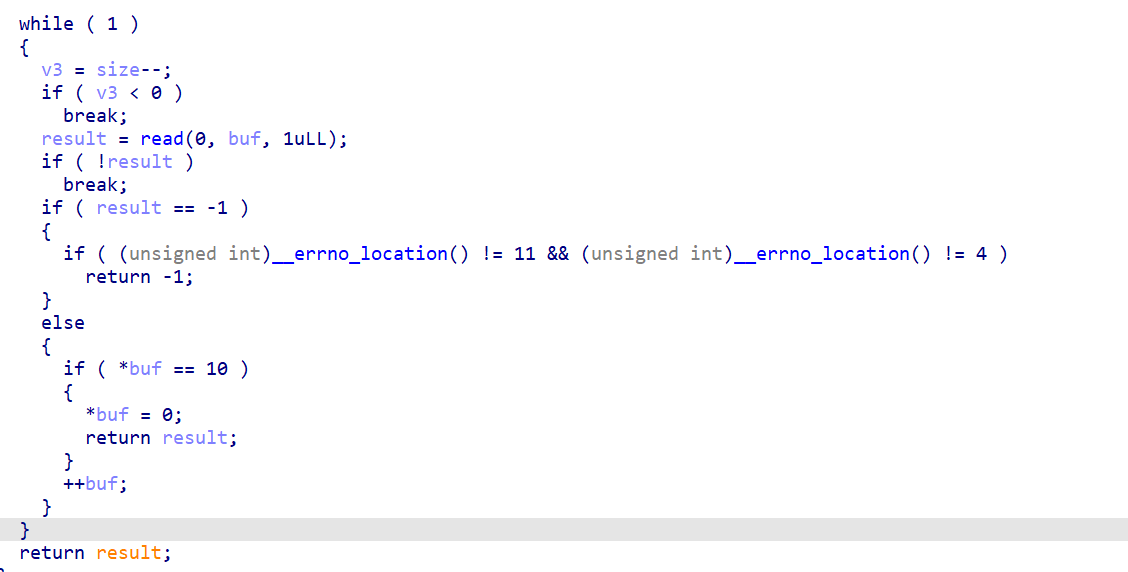 while ( 1 )
{
  v3 = size--;
  if ( v3 < 0 )
    break;
  result = read(0, buf, 1uLL);
  if ( !result )
    break;
  if ( result == -1 )
  {
    if ( (unsigned int)__errno_location() != 11 && (unsigned int)__errno_location() != 4 )
      return -1;
  }
  else
  {
    if ( *buf == 10 )
    {
      *buf = 0;
      return result;
    }
    ++buf;
  }
}
return result;